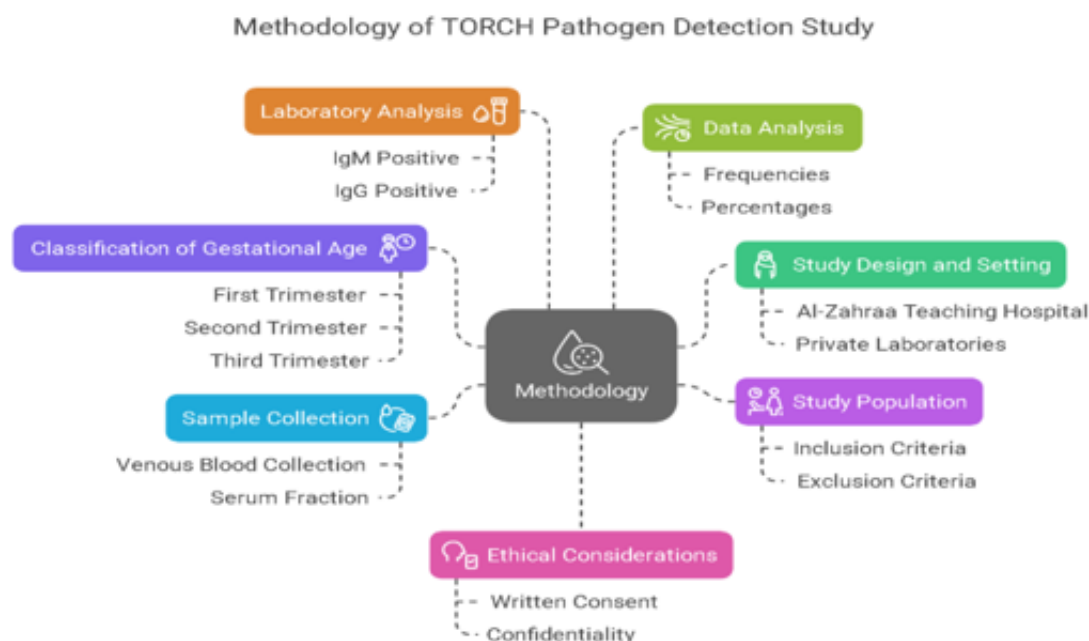 Methodology of TORCH Pathogen Detection Study
Laboratory Analysis
IgM Positive
IgG Positive
Data Analysis
Frequencies
Percentages
Classification of Gestational Age
First Trimester
Second Trimester
Third Trimester
Study Design and Setting
Al-Zahraa Teaching Hospital
Private Laboratories
Methodology
Sample Collection
Venous Blood Collection
Serum Fraction
Study Population
Inclusion Criteria
Exclusion Criteria
Ethical Considerations
Written Consent
Confidentiality